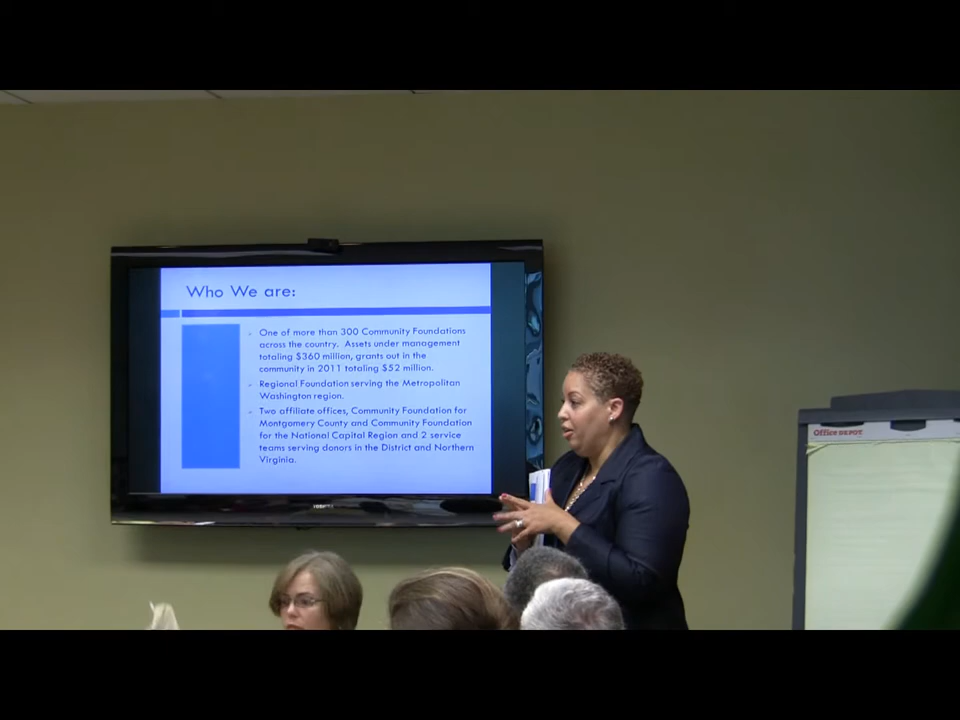 Who We are:
One of more than 300 Community Foundations
across the country. Assets under management
totaling $360 million, grants out in the
community in 2011 totaling $52 million.
Regional Foundation serving the Metropolitan
Washington region.
Two affiliate offices, Community Foundation for
Montgomery County and Community Foundation
for the National Capital Region and 2 service
teams serving donors in the District and Northern
Virginia.
TOSHIBA
Office DEPOT